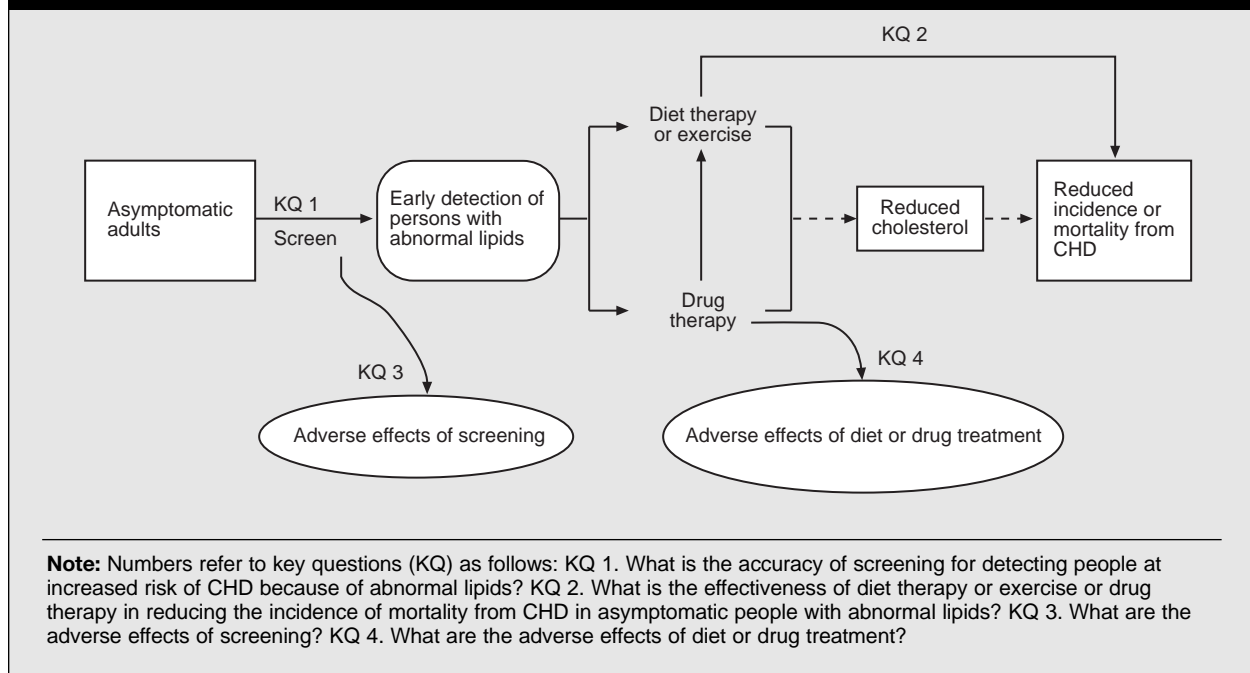 KQ 2
Diet therapy
or exercise
Asymptomatic
adults
KQ 1
Screen
Early detection of
persons with
abnormal lipids
Reduced
cholesterol
Reduced
incidence or
mortality from
CHD
Drug
therapy
KQ 3
KQ 4
Adverse effects of screening
Adverse effects of diet or drug treatment
Note: Numbers refer to key questions (KQ) as follows: KQ 1. What is the accuracy of screening for detecting people at
increased risk of CHD because of abnormal lipids? KQ 2. What is the effectiveness of diet therapy or exercise or drug
therapy in reducing the incidence of mortality from CHD in asymptomatic people with abnormal lipids? KQ 3. What are the
adverse effects of screening? KQ 4. What are the adverse effects of diet or drug treatment?